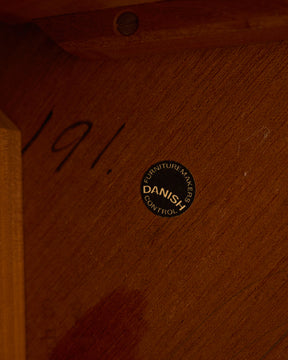 191.
FURNITUREMAKERS
DANISH
CONTROL